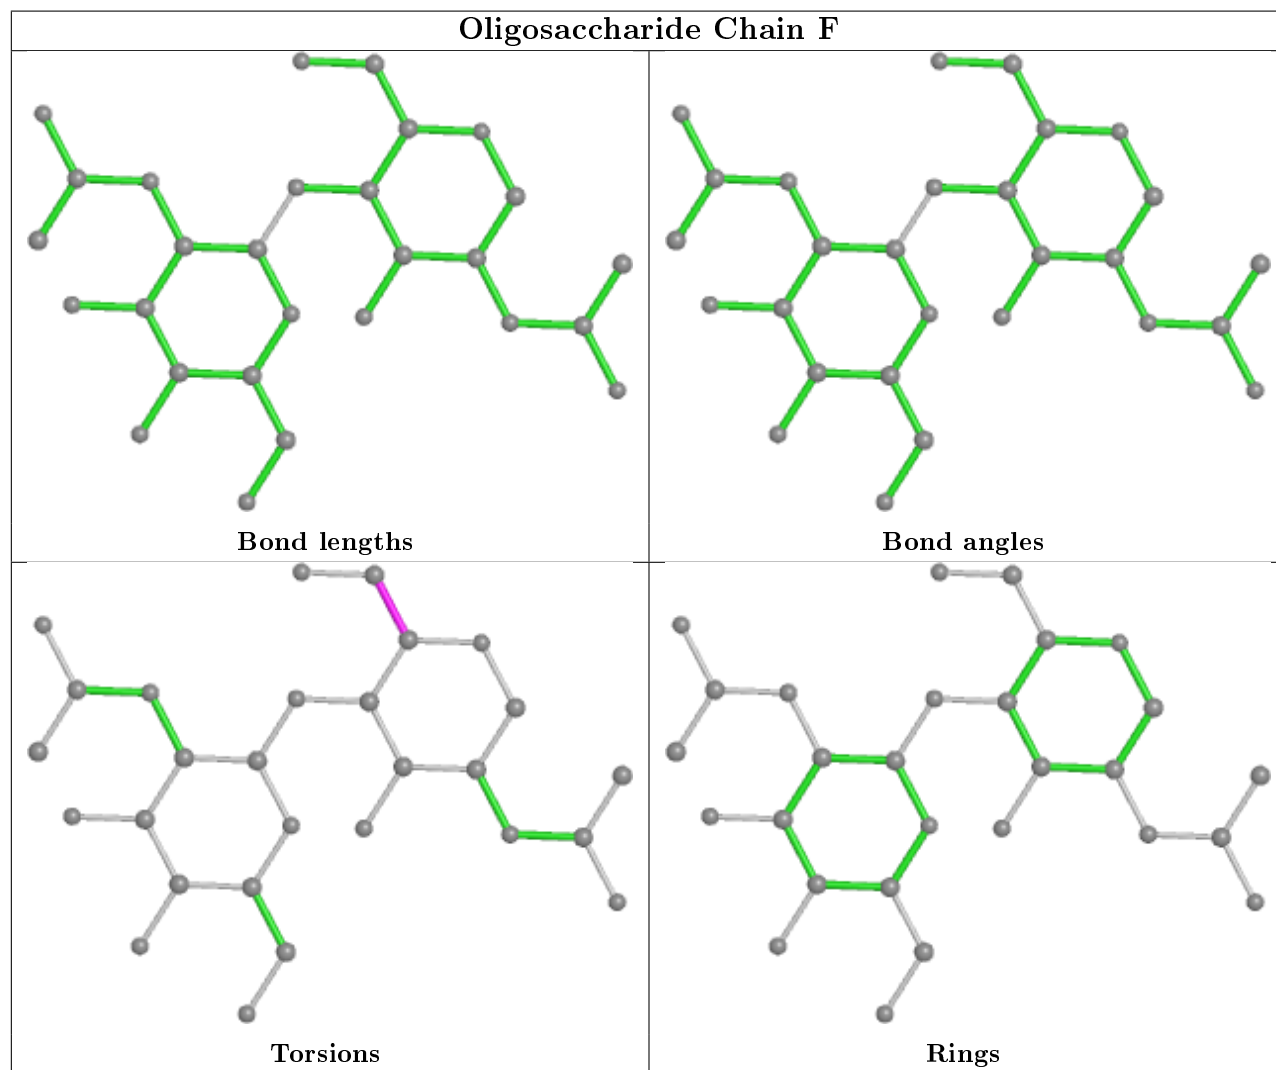 Oligosaccharide Chain F
Bond lengths
Bond angles
Torsions
Rings